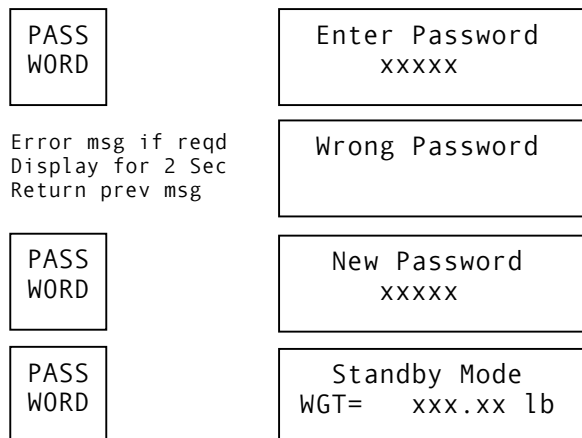 PASS
WORD
Enter Password
xxxxx
Error msg if reqd
Display for 2 Sec
Return prev msg
Wrong Password
PASS
WORD
New Password
xxxxx
PASS
WORD
Standby Mode
WGT=   xxx.xx lb